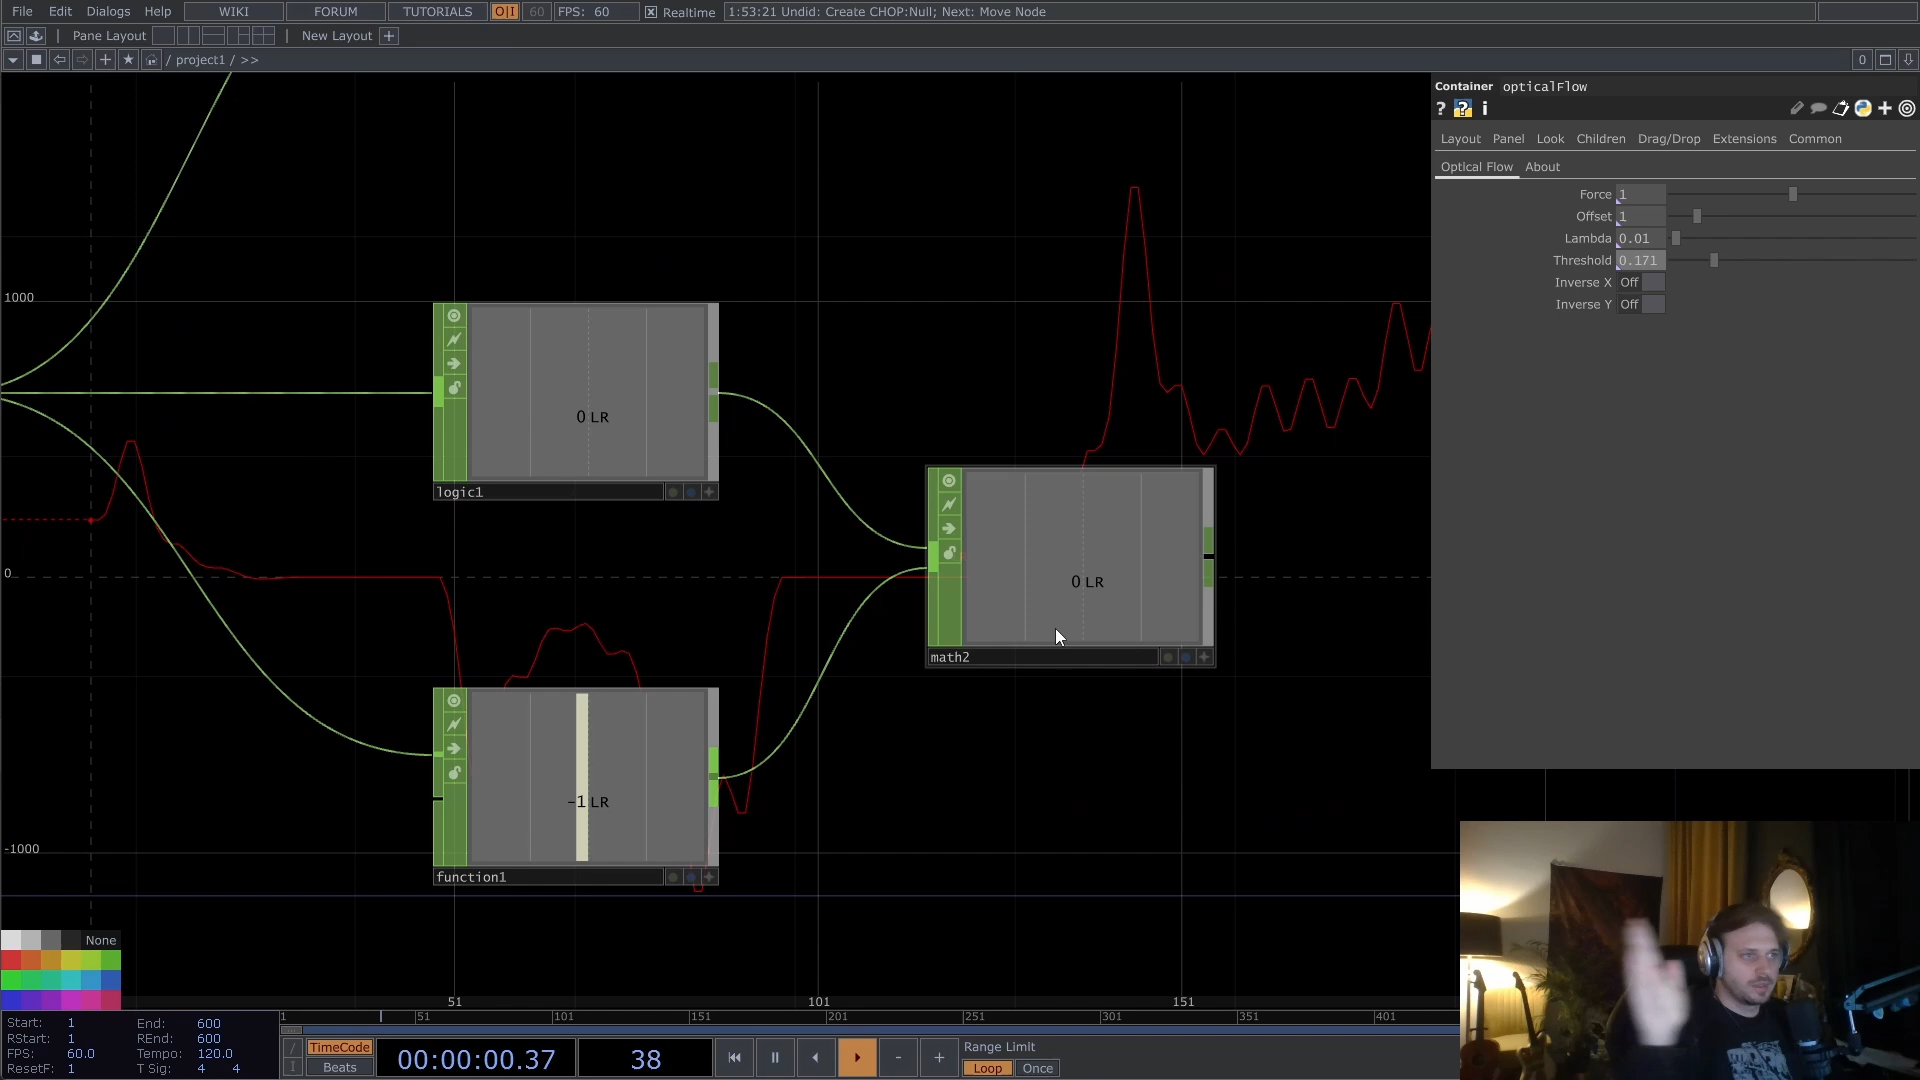 File Edit Dialogs Help WIKI FORUM TUTORIALS O|I 60 FPS: 60 Realtime 1:53:21 Undid: Create CHOP:Null; Next: Move Node
Pane Layout New Layout
/ project1 / >> 0
Container opticalFlow
? ? i
Layout Panel Look Children Drag/Drop Extensions Common
Optical Flow About
Force 1
Offset 1
Lambda 0.01
Threshold 0.171
Inverse X Off
Inverse Y Off
1000
0 LR
logic1
0
0 LR
math2
-1 LR
-1000
function1
None
51 101 151
1 51 101 151 201 251 301 351 401
Start: 1 End: 600
RStart: 1 REnd: 600
FPS: 60.0 Tempo: 120.0
ResetF: 1 T Sig: 4 4
TimeCode
Beats
00:00:00.37
38
- +
Range Limit
Loop Once